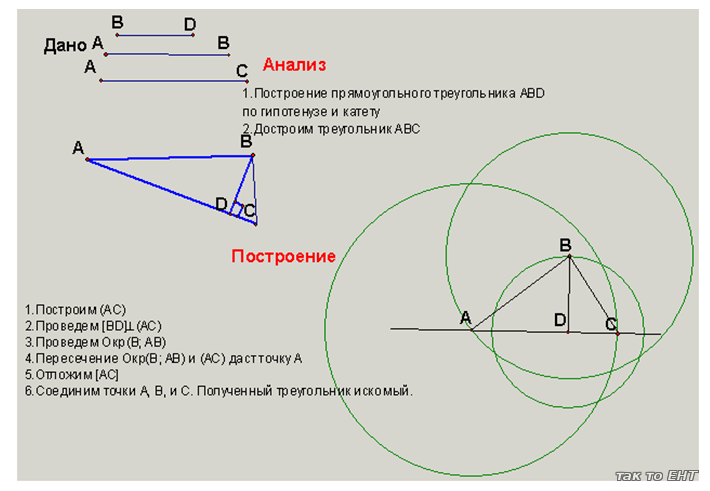 B D
Дано A B
A C
Анализ
1.Построение прямоугольного треугольника ABD
по гипотенузе и катету
2.Достроим треугольник ABC
A B
D C
Построение
1.Построим (AC)
2.Проведем [BD]⊥(AC)
3.Проведем Окр(B; AB)
4.Пересечение Окр(B; AB) и (AC) даст точку A
5.Отложим [AC]
6.Соединим точки A, B, и C. Полученный треугольник искомый.
B
A D C
так то ЕНТ